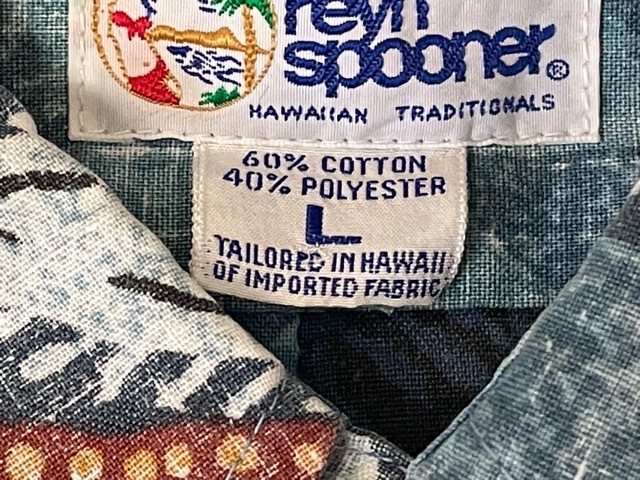 reyn
spooner®
HAWAIIAN TRADITIONALS
60% COTTON
40% POLYESTER
L
TAILORED IN HAWAII
OF IMPORTED FABRIC